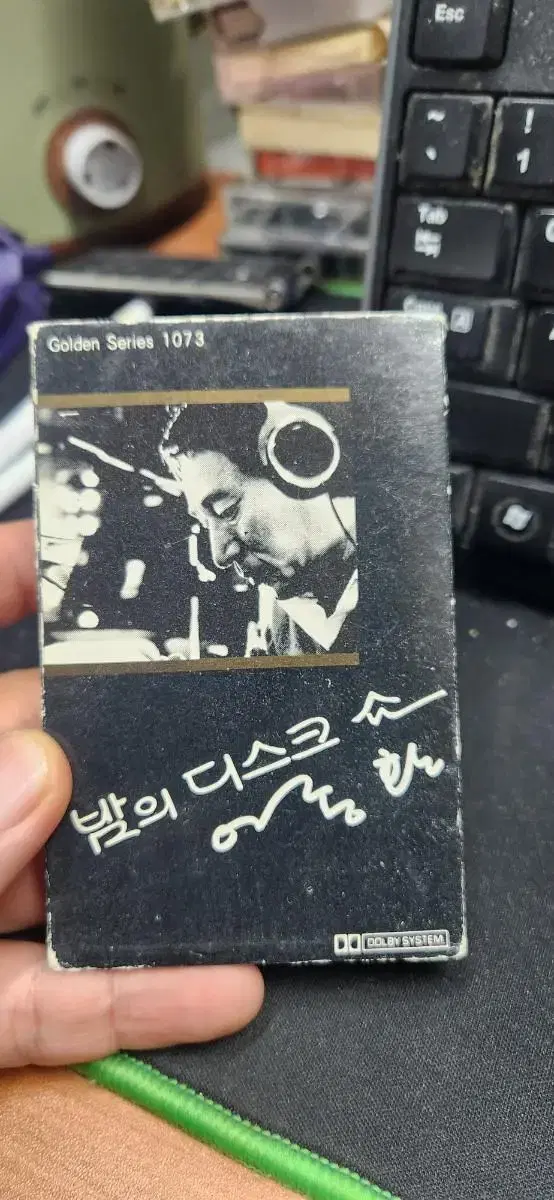 Esc
~
!
`
1
Tab
Golden Series 1073
밤의 디스크 쇼
DOLBY SYSTEM